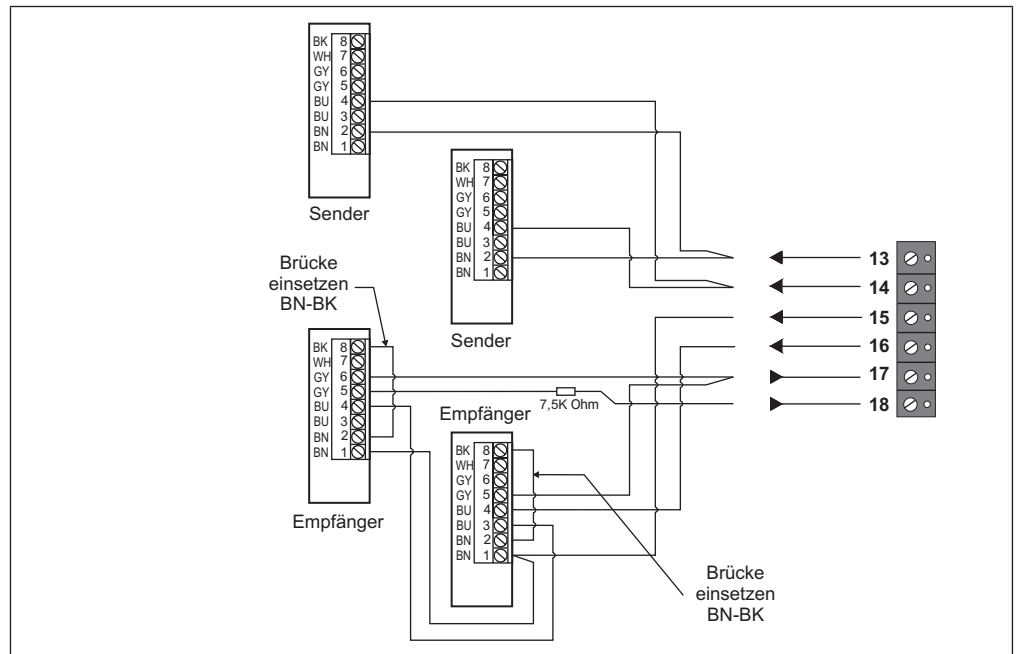 BK 8
WH 7
GY 6
GY 5
BU 4
BU 3
BN 2
BN 1
Sender
BK 8
WH 7
GY 6
GY 5
BU 4
BU 3
BN 2
BN 1
Sender
13
14
15
16
17
18
Brücke
einsetzen
BN-BK
BK 8
WH 7
GY 6
GY 5
BU 4
BU 3
BN 2
BN 1
Empfänger
7,5K Ohm
Empfänger
BK 8
WH 7
GY 6
GY 5
BU 4
BU 3
BN 2
BN 1
Brücke
einsetzen
BN-BK